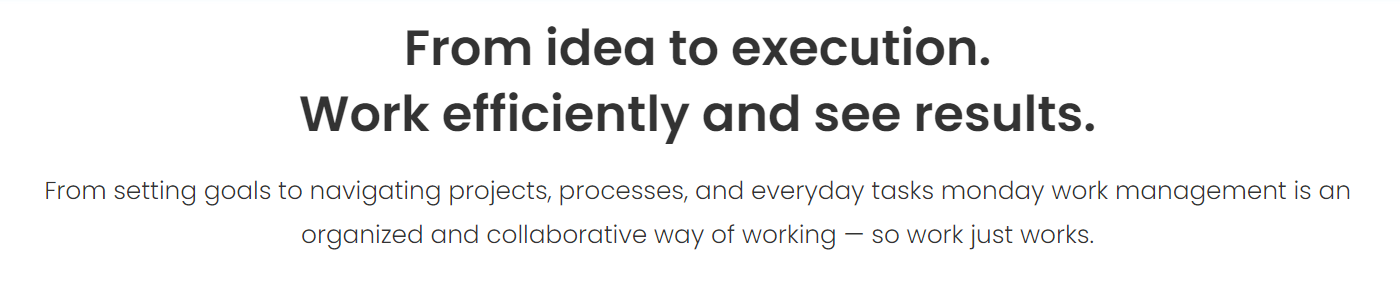 From idea to execution.
Work efficiently and see results.
From setting goals to navigating projects, processes, and everyday tasks monday work management is an
organized and collaborative way of working — so work just works.